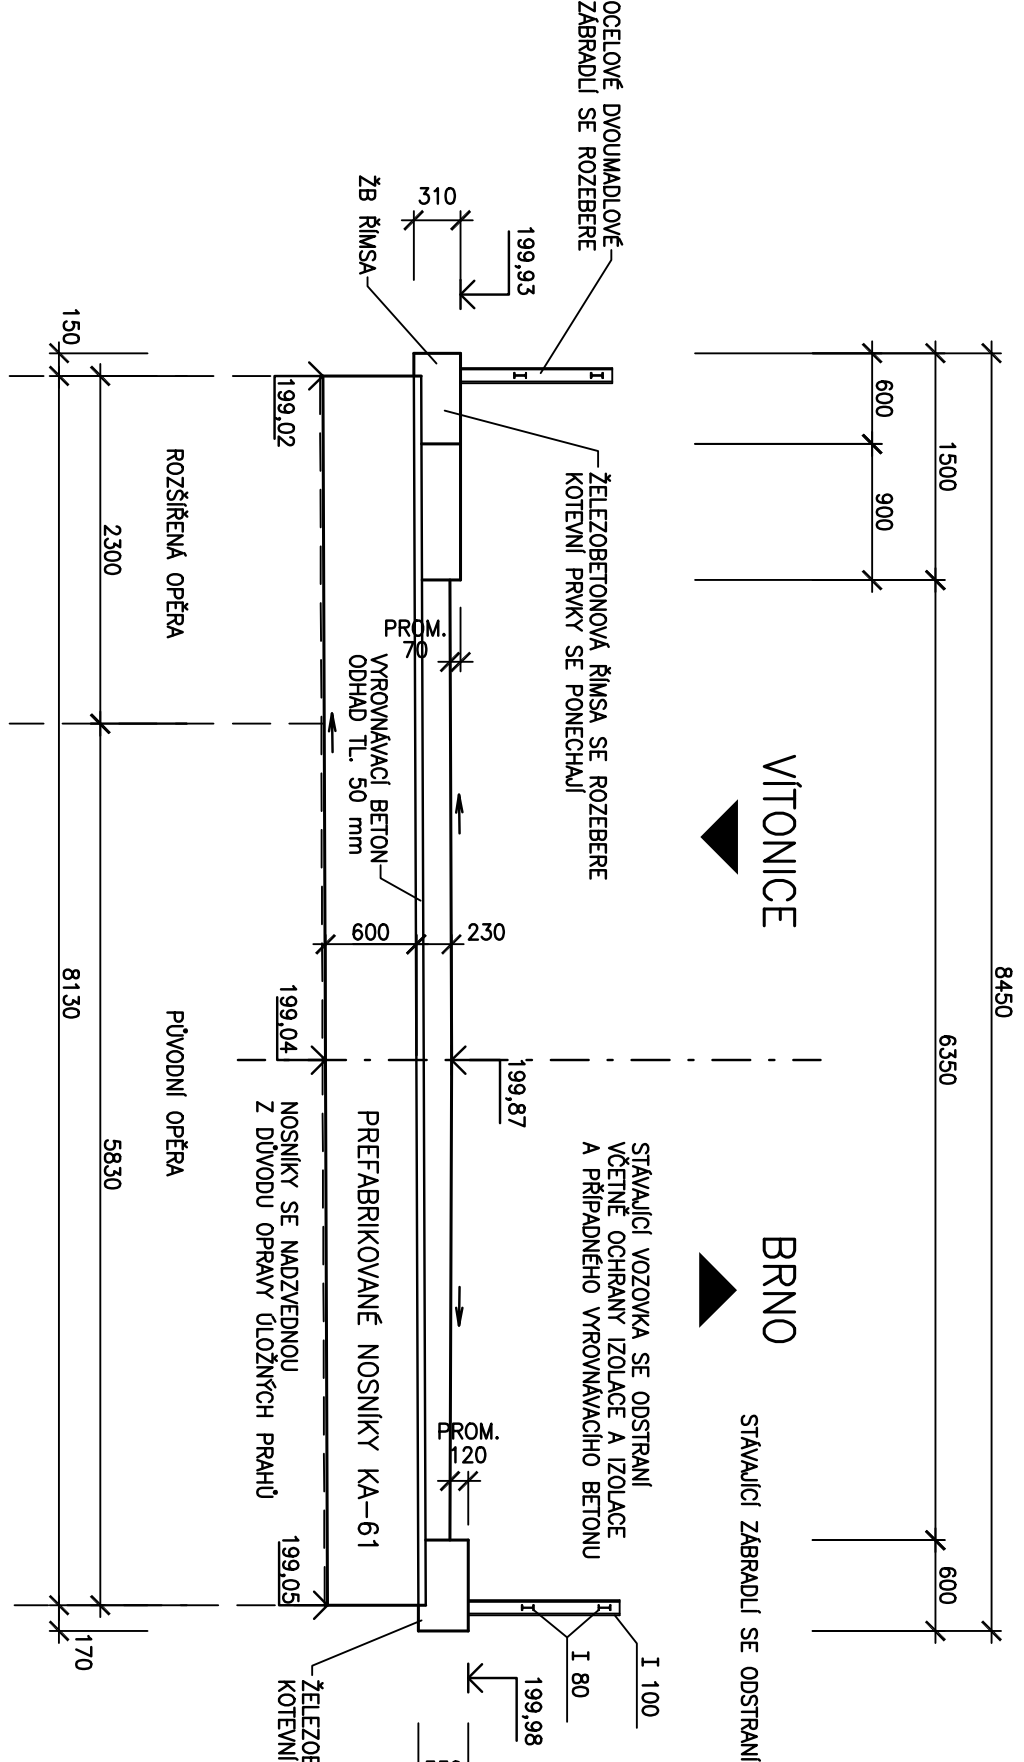 OCELOVÉ DVOUMADLOVÉ
ZÁBRADLÍ SE ROZEBERE
8450
1500
6350
600
600
900
VÍTONICE
BRNO
STÁVAJÍCÍ ZÁBRADLÍ SE ODSTRANÍ
I 100
I 80
STÁVAJÍCÍ VOZOVKA SE ODSTRANÍ
VČETNĚ OCHRANY IZOLACE A IZOLACE
A PŘÍPADNÉHO VYROVNÁVACÍHO BETONU
ŽELEZOBETONOVÁ ŘÍMSA SE ROZEBERE
KOTEVNÍ PRVKY SE PONECHAJÍ
199,93
199,87
199,98
310
ŽB ŘÍMSA
PROM.
70
PROM.
120
VYROVNÁVACÍ BETON
ODHAD TL. 50 mm
600
230
PREFABRIKOVANÉ NOSNÍKY KA-61
199,02
199,04
199,05
NOSNÍKY SE NADZVEDNOU
Z DŮVODU OPRAVY ÚLOŽNÝCH PRAHŮ
KOTEVNÍ
ROZŠÍŘENÁ OPĚRA
PŮVODNÍ OPĚRA
2300
5830
150
8130
170